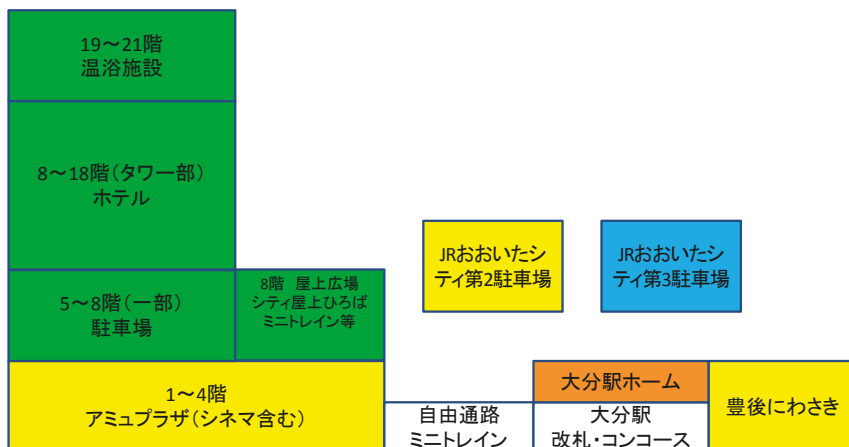 19～21階
温浴施設
8～18階(タワー部)
ホテル
5～8階(一部)
駐車場
8階 屋上広場
シティ屋上ひろば
ミニトレイン等
JRおおいたシ
ティ第2駐車場
JRおおいたシ
ティ第3駐車場
1～4階
アミュプラザ(シネマ含む)
自由通路
ミニトレイン
大分駅ホーム
大分駅
改札・コンコース
豊後にわさき